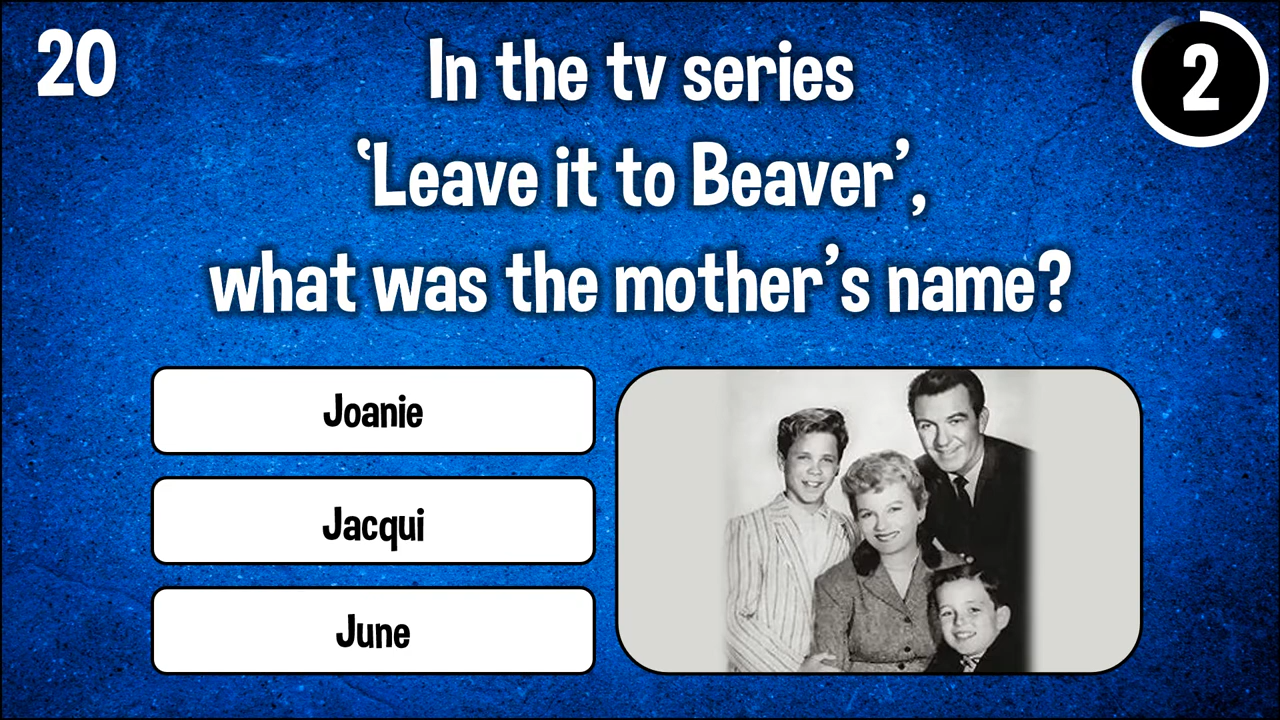 20
In the tv series
2
‘Leave it to Beaver’,
what was the mother’s name?
Joanie
Jacqui
June